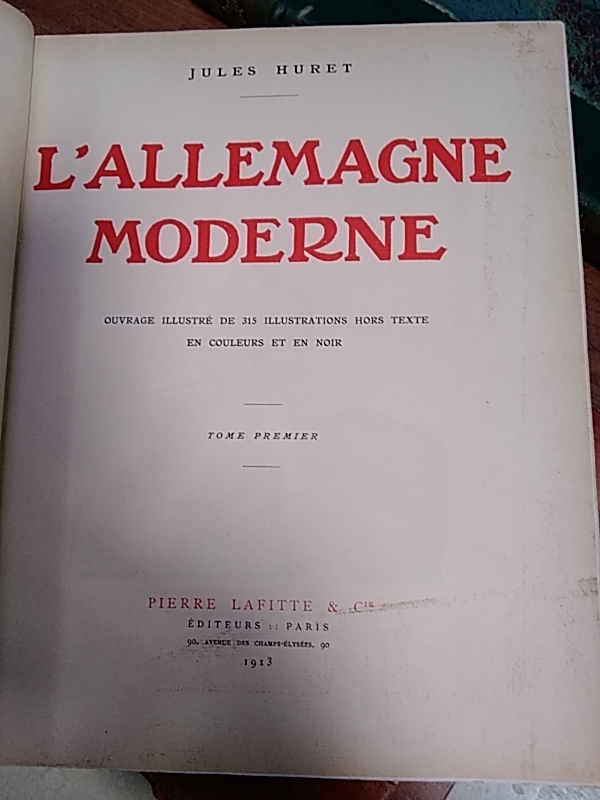 JULES HURET
L'ALLEMAGNE
MODERNE
OUVRAGE ILLUSTRÉ DE 315 ILLUSTRATIONS HORS TEXTE
EN COULEURS ET EN NOIR
TOME PREMIER
PIERRE LAFITTE & CIE
ÉDITEURS :: PARIS
90, AVENUE DES CHAMPS-ÉLYSÉES, 90
1913